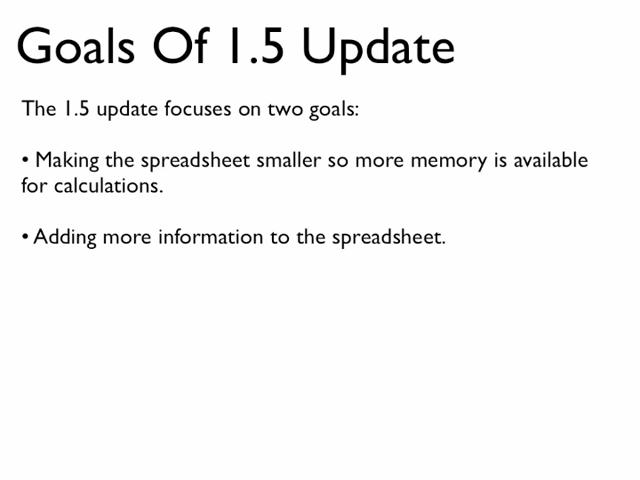 Goals Of 1.5 Update
The 1.5 update focuses on two goals:
• Making the spreadsheet smaller so more memory is available
for calculations.
• Adding more information to the spreadsheet.